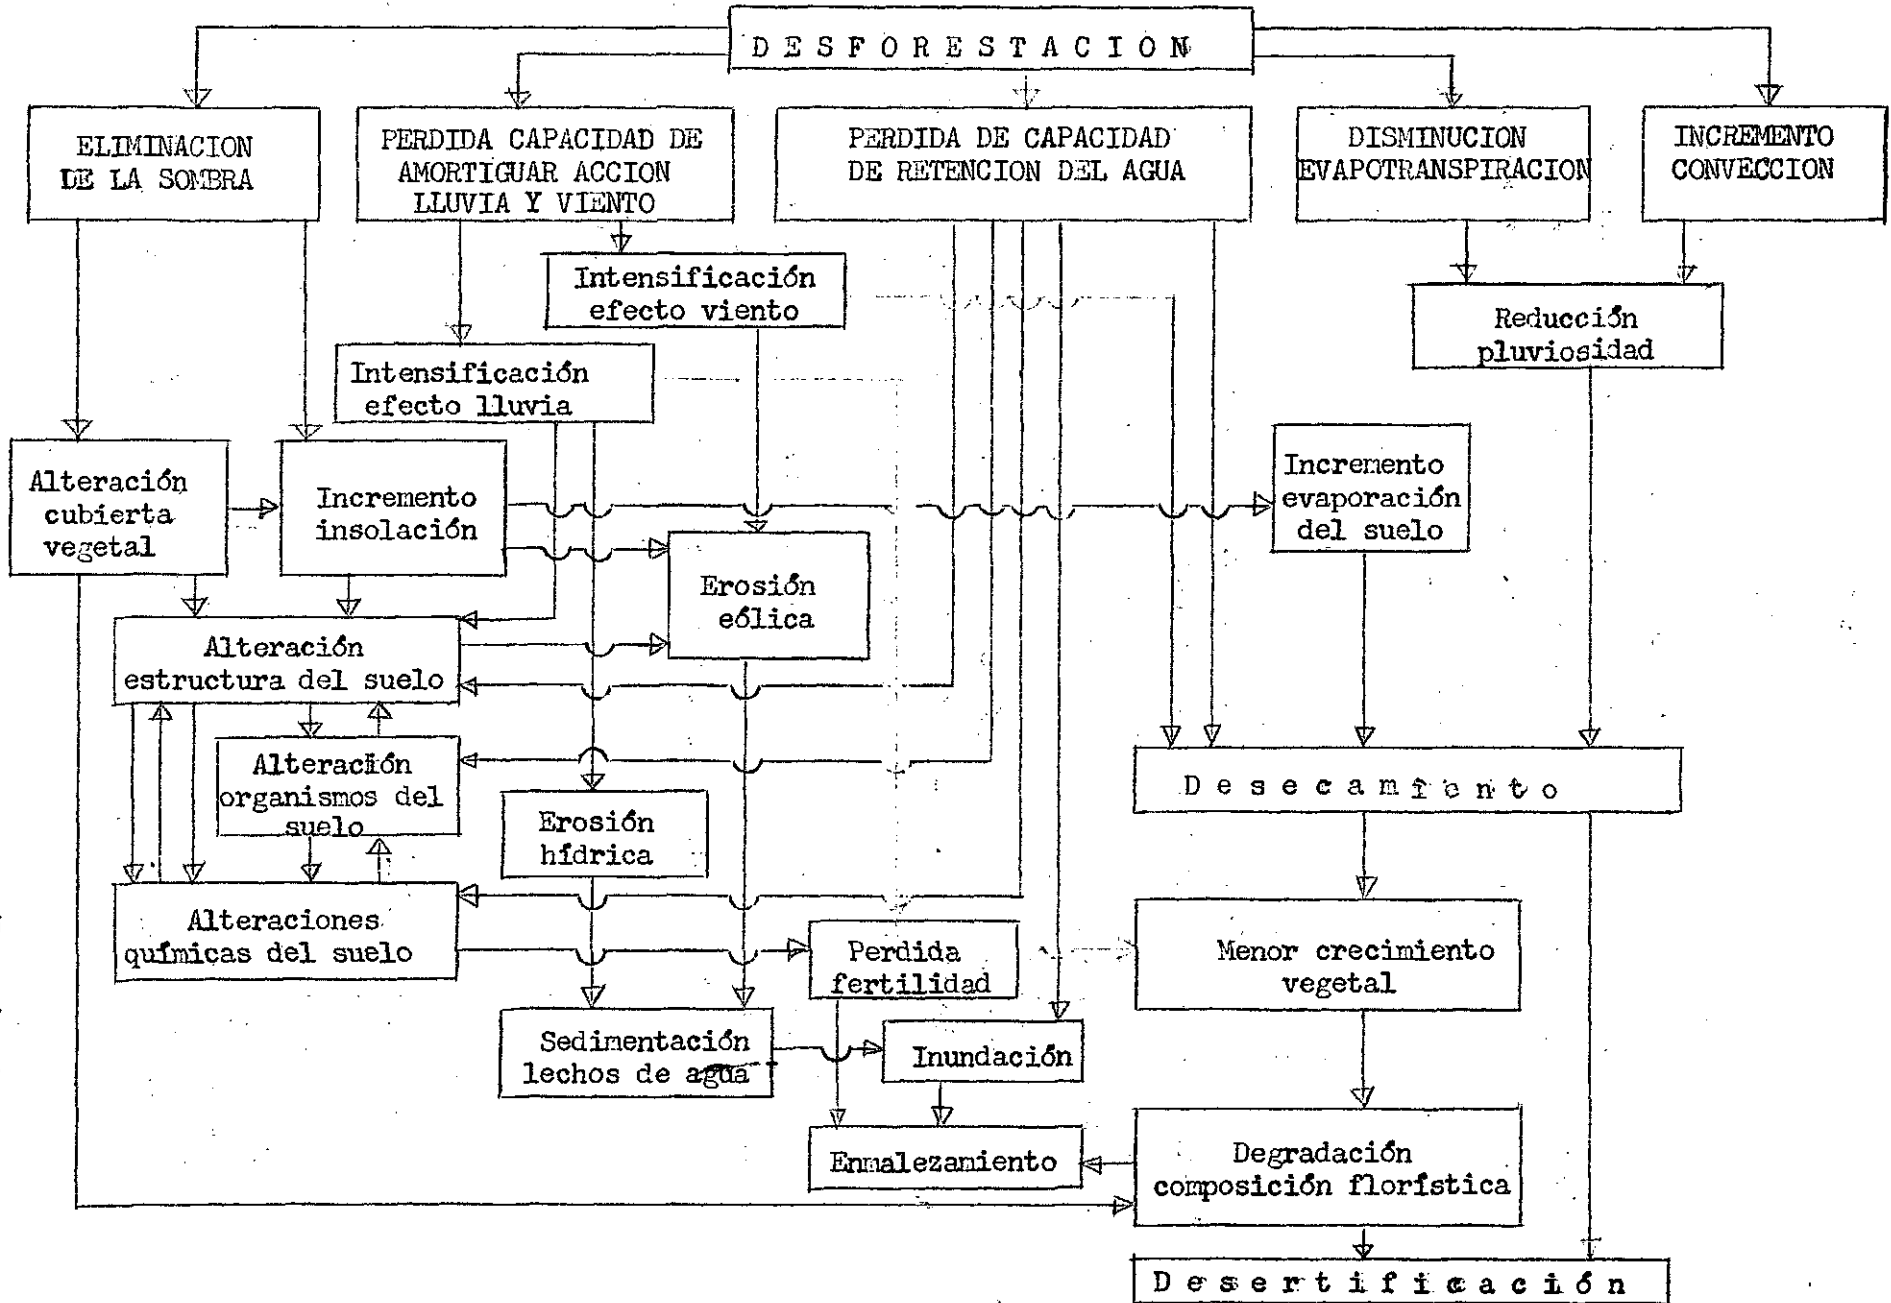 DESFORESTACION
ELIMINACION
DE LA SOMBRA
PERDIDA CAPACIDAD DE
AMORTIGUAR ACCION
LLUVIA Y VIENTO
PERDIDA DE CAPACIDAD
DE RETENCION DEL AGUA
DISMINUCION
EVAPOTRANSPIRACION
INCREMENTO
CONVECCION
Intensificación
efecto viento
Reducción
pluviosidad
Intensificación
efecto lluvia
Alteración
cubierta
vegetal
Incremento
insolación
Incremento
evaporación
del suelo
Erosión
eólica
Alteración
estructura del suelo
Alteración
organismos del
suelo
Desecamiento
Erosión
hídrica
Alteraciones
químicas del suelo
Perdida
fertilidad
Menor crecimiento
vegetal
Sedimentación
lechos de agua
Inundación
Enmalezamiento
Degradación
composición florística
Desertificación